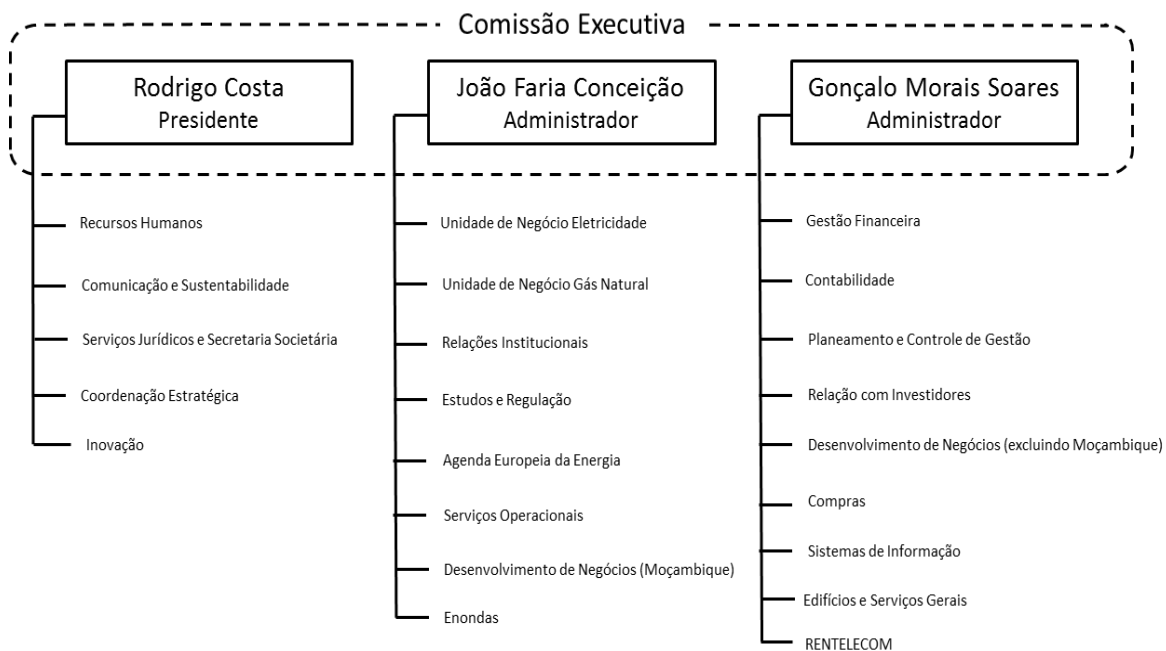 Comissão Executiva
Rodrigo Costa
Presidente
Recursos Humanos
Comunicação e Sustentabilidade
Serviços Jurídicos e Secretaria Societária
Coordenação Estratégica
Inovação
João Faria Conceição
Administrador
Unidade de Negócio Eletricidade
Unidade de Negócio Gás Natural
Relações Institucionais
Estudos e Regulação
Agenda Europeia da Energia
Serviços Operacionais
Desenvolvimento de Negócios (Moçambique)
Enondas
Gonçalo Morais Soares
Administrador
Gestão Financeira
Contabilidade
Planeamento e Controle de Gestão
Relação com Investidores
Desenvolvimento de Negócios (excluindo Moçambique)
Compras
Sistemas de Informação
Edifícios e Serviços Gerais
RENTELECOM